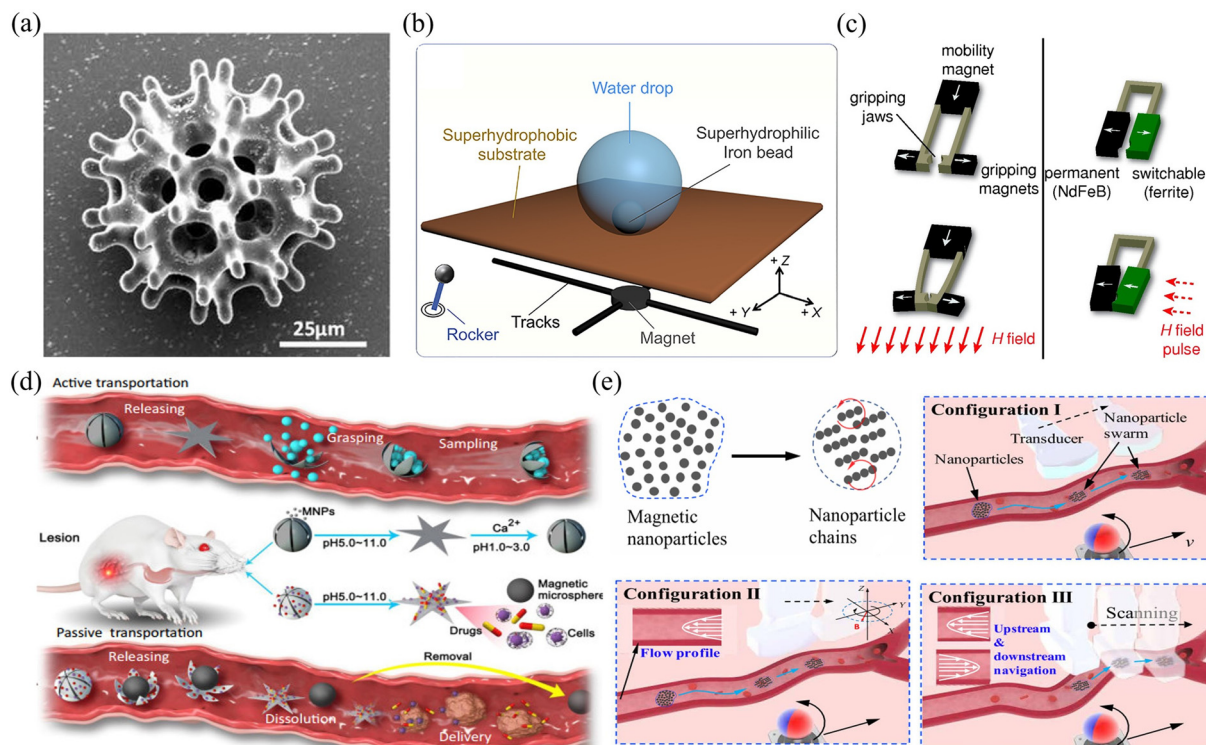 (a)
25μm
(b)
Water drop
Superhydrophobic
substrate
Superhydrophilic
Iron bead
Rocker
Tracks
Magnet
+Z
+Y
+X
(c)
mobility
magnet
gripping
jaws
gripping
magnets
permanent
(NdFeB)
switchable
(ferrite)
H field
H field
pulse
(d)
Active transportation
Releasing
Grasping
Sampling
MNPs
Lesion
pH5.0~11.0
Ca2+
pH1.0~3.0
pH5.0~11.0
Magnetic
microsphere
Drugs
Cells
Passive transportation
Releasing
Removal
Dissolution
Delivery
(e)
Magnetic
nanoparticles
Nanoparticle
chains
Configuration I
Transducer
Nanoparticle
swarm
Nanoparticles
v
Configuration II
Flow profile
Z
Y
B
X
Configuration III
Scanning
Upstream
&
downstream
navigation